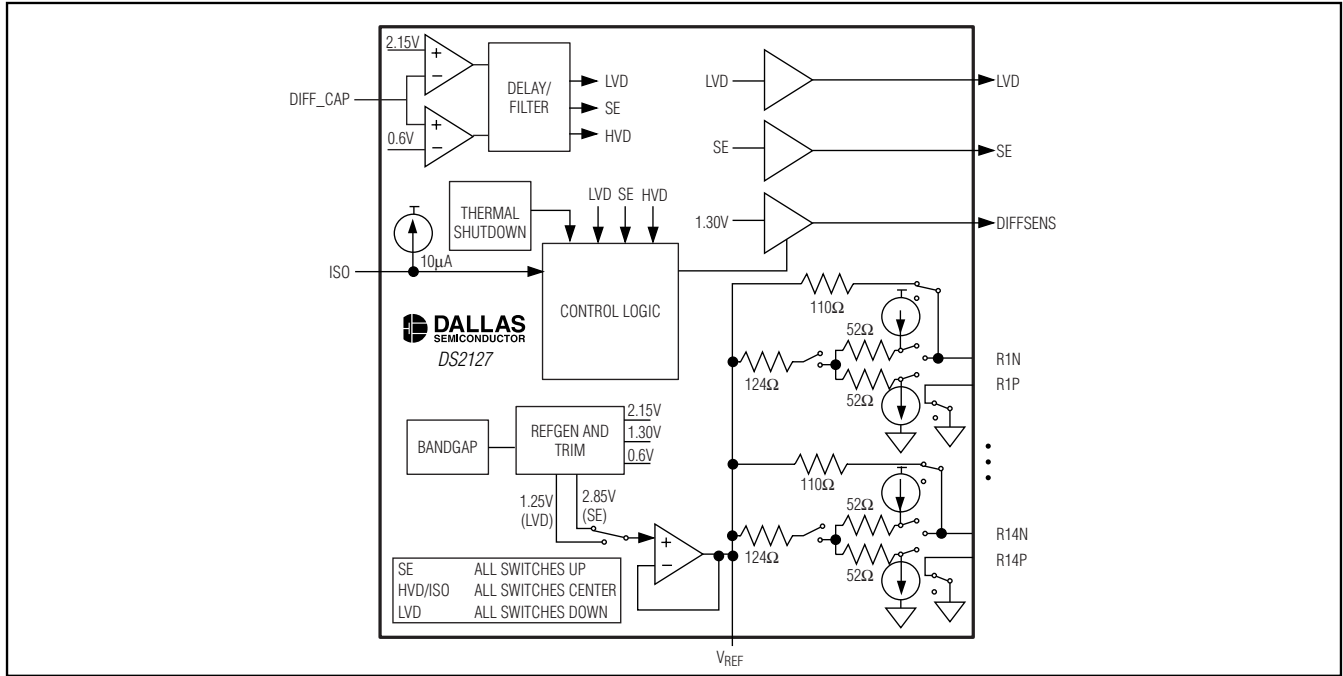 2.15V
DIFF_CAP
0.6V
DELAY/
FILTER
LVD
SE
HVD
LVD
LVD
SE
SE
1.30V
DIFFSENS
THERMAL
SHUTDOWN
LVD SE HVD
ISO
10µA
CONTROL LOGIC
DALLAS
SEMICONDUCTOR
DS2127
110Ω
52Ω
124Ω
52Ω
R1N
R1P
BANDGAP
REFGEN AND
TRIM
2.15V
1.30V
0.6V
1.25V
(LVD)
2.85V
(SE)
110Ω
52Ω
124Ω
52Ω
R14N
R14P
SE ALL SWITCHES UP
HVD/ISO ALL SWITCHES CENTER
LVD ALL SWITCHES DOWN
VREF